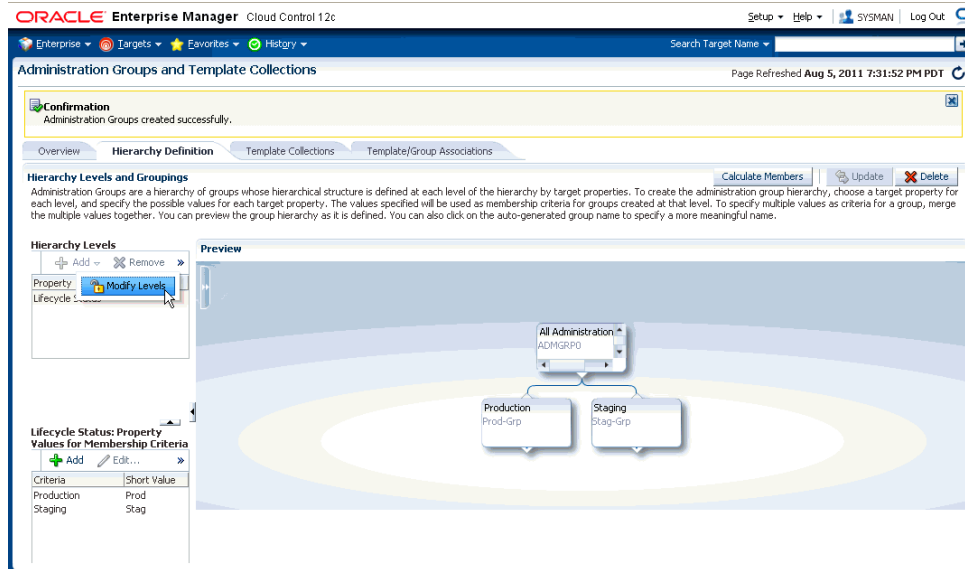 ORACLE Enterprise Manager Cloud Control 12c
Setup Help SYSMAN Log Out
Enterprise Targets Favorites History Search Target Name
Administration Groups and Template Collections
Page Refreshed Aug 5, 2011 7:31:52 PM PDT
Confirmation
Administration Groups created successfully.
Overview Hierarchy Definition Template Collections Template/Group Associations
Hierarchy Levels and Groupings
Calculate Members Update Delete
Administration Groups are a hierarchy of groups whose hierarchical structure is defined at each level of the hierarchy by target properties. To create the administration group hierarchy, choose a target property for
each level, and specify the possible values for each target property. The values specified will be used as membership criteria for groups created at that level. To specify multiple values as criteria for a group, merge
the multiple values together. You can preview the group hierarchy as it is defined. You can also click on the auto-generated group name to specify a more meaningful name.
Hierarchy Levels
Add Remove »
Property
Modify Levels
Lifecycle
Preview
All Administration
ADMGRP0
Production
Prod-Grp
Staging
Stag-Grp
Lifecycle Status: Property
Values for Membership Criteria
Add Edit... »
Criteria Short Value
Production Prod
Staging Stag